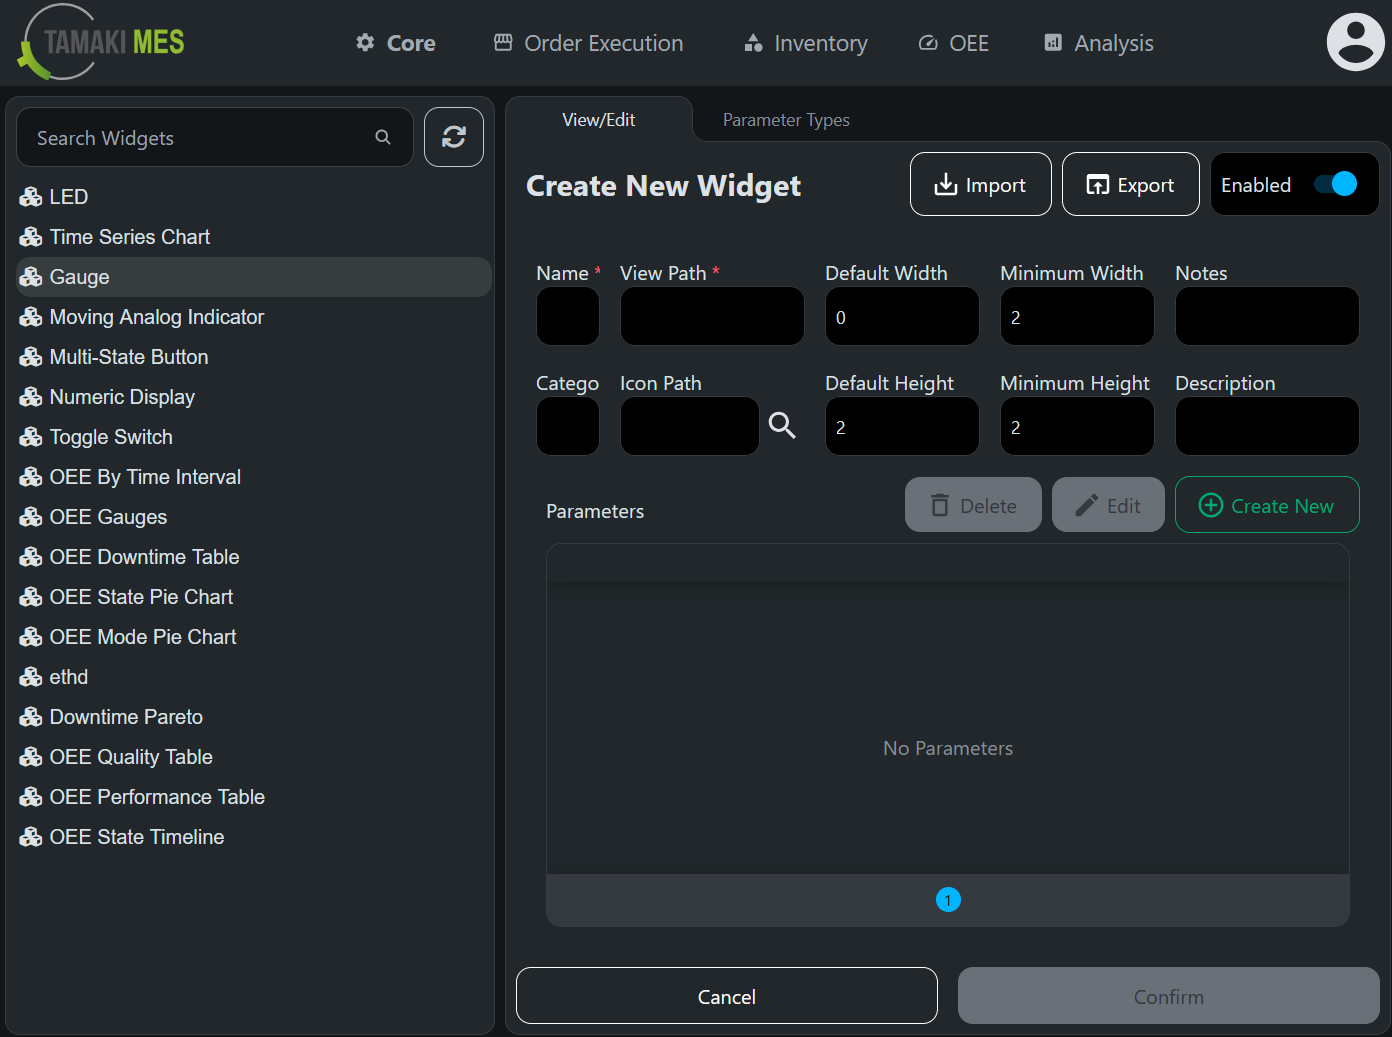 TAMAKI MES
Core
Order Execution
Inventory
OEE
Analysis
Search Widgets
LED
Time Series Chart
Gauge
Moving Analog Indicator
Multi-State Button
Numeric Display
Toggle Switch
OEE By Time Interval
OEE Gauges
OEE Downtime Table
OEE State Pie Chart
OEE Mode Pie Chart
ethd
Downtime Pareto
OEE Quality Table
OEE Performance Table
OEE State Timeline
View/Edit
Parameter Types
Create New Widget
Import
Export
Enabled
Name *
View Path *
Default Width
Minimum Width
Notes
0
2
Catego
Icon Path
Default Height
Minimum Height
Description
2
2
Parameters
Delete
Edit
Create New
No Parameters
1
Cancel
Confirm